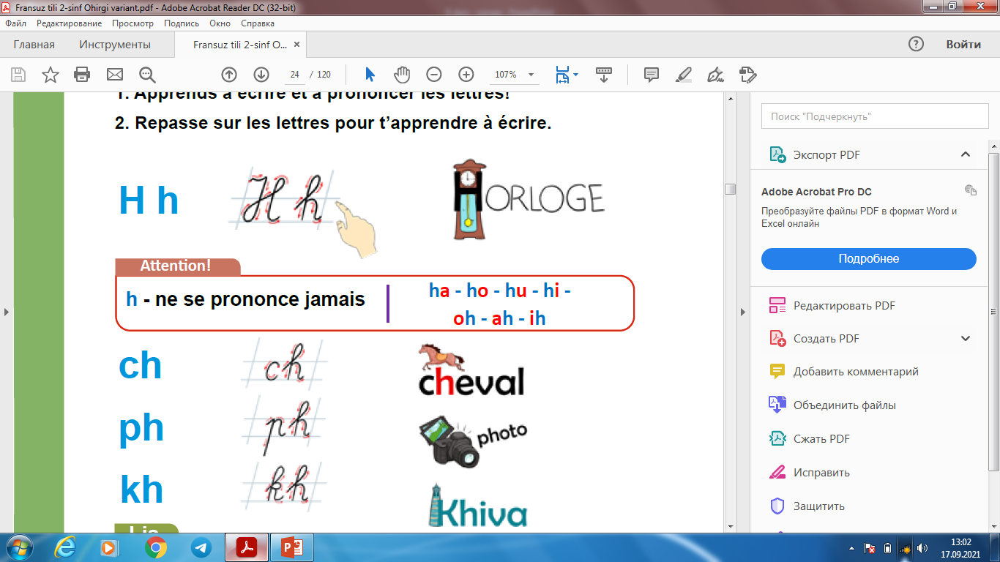 Fransuz tili 2-sinf Ohirgi variant.pdf - Adobe Acrobat Reader DC (32-bit)
Файл Редактирование Просмотр Подпись Окно Справка
Главная Инструменты Fransuz tili 2-sinf O... × ? Войти
24 / 120 107%
1. Apprends à écrire et à prononcer les lettres!
2. Repasse sur les lettres pour t’apprendre à écrire.
H h H h HORLOGE
Attention!
h - ne se prononce jamais
ha - ho - hu - hi -
oh - ah - ih
ch ch cheval
ph ph photo
kh kh Khiva
Lis
Поиск "Подчеркнуть"
Экспорт PDF
Adobe Acrobat Pro DC
Преобразуйте файлы PDF в формат Word и
Excel онлайн
Подробнее
Редактировать PDF
Создать PDF
Добавить комментарий
Объединить файлы
Сжать PDF
Исправить
Защитить
13:02
17.09.2021